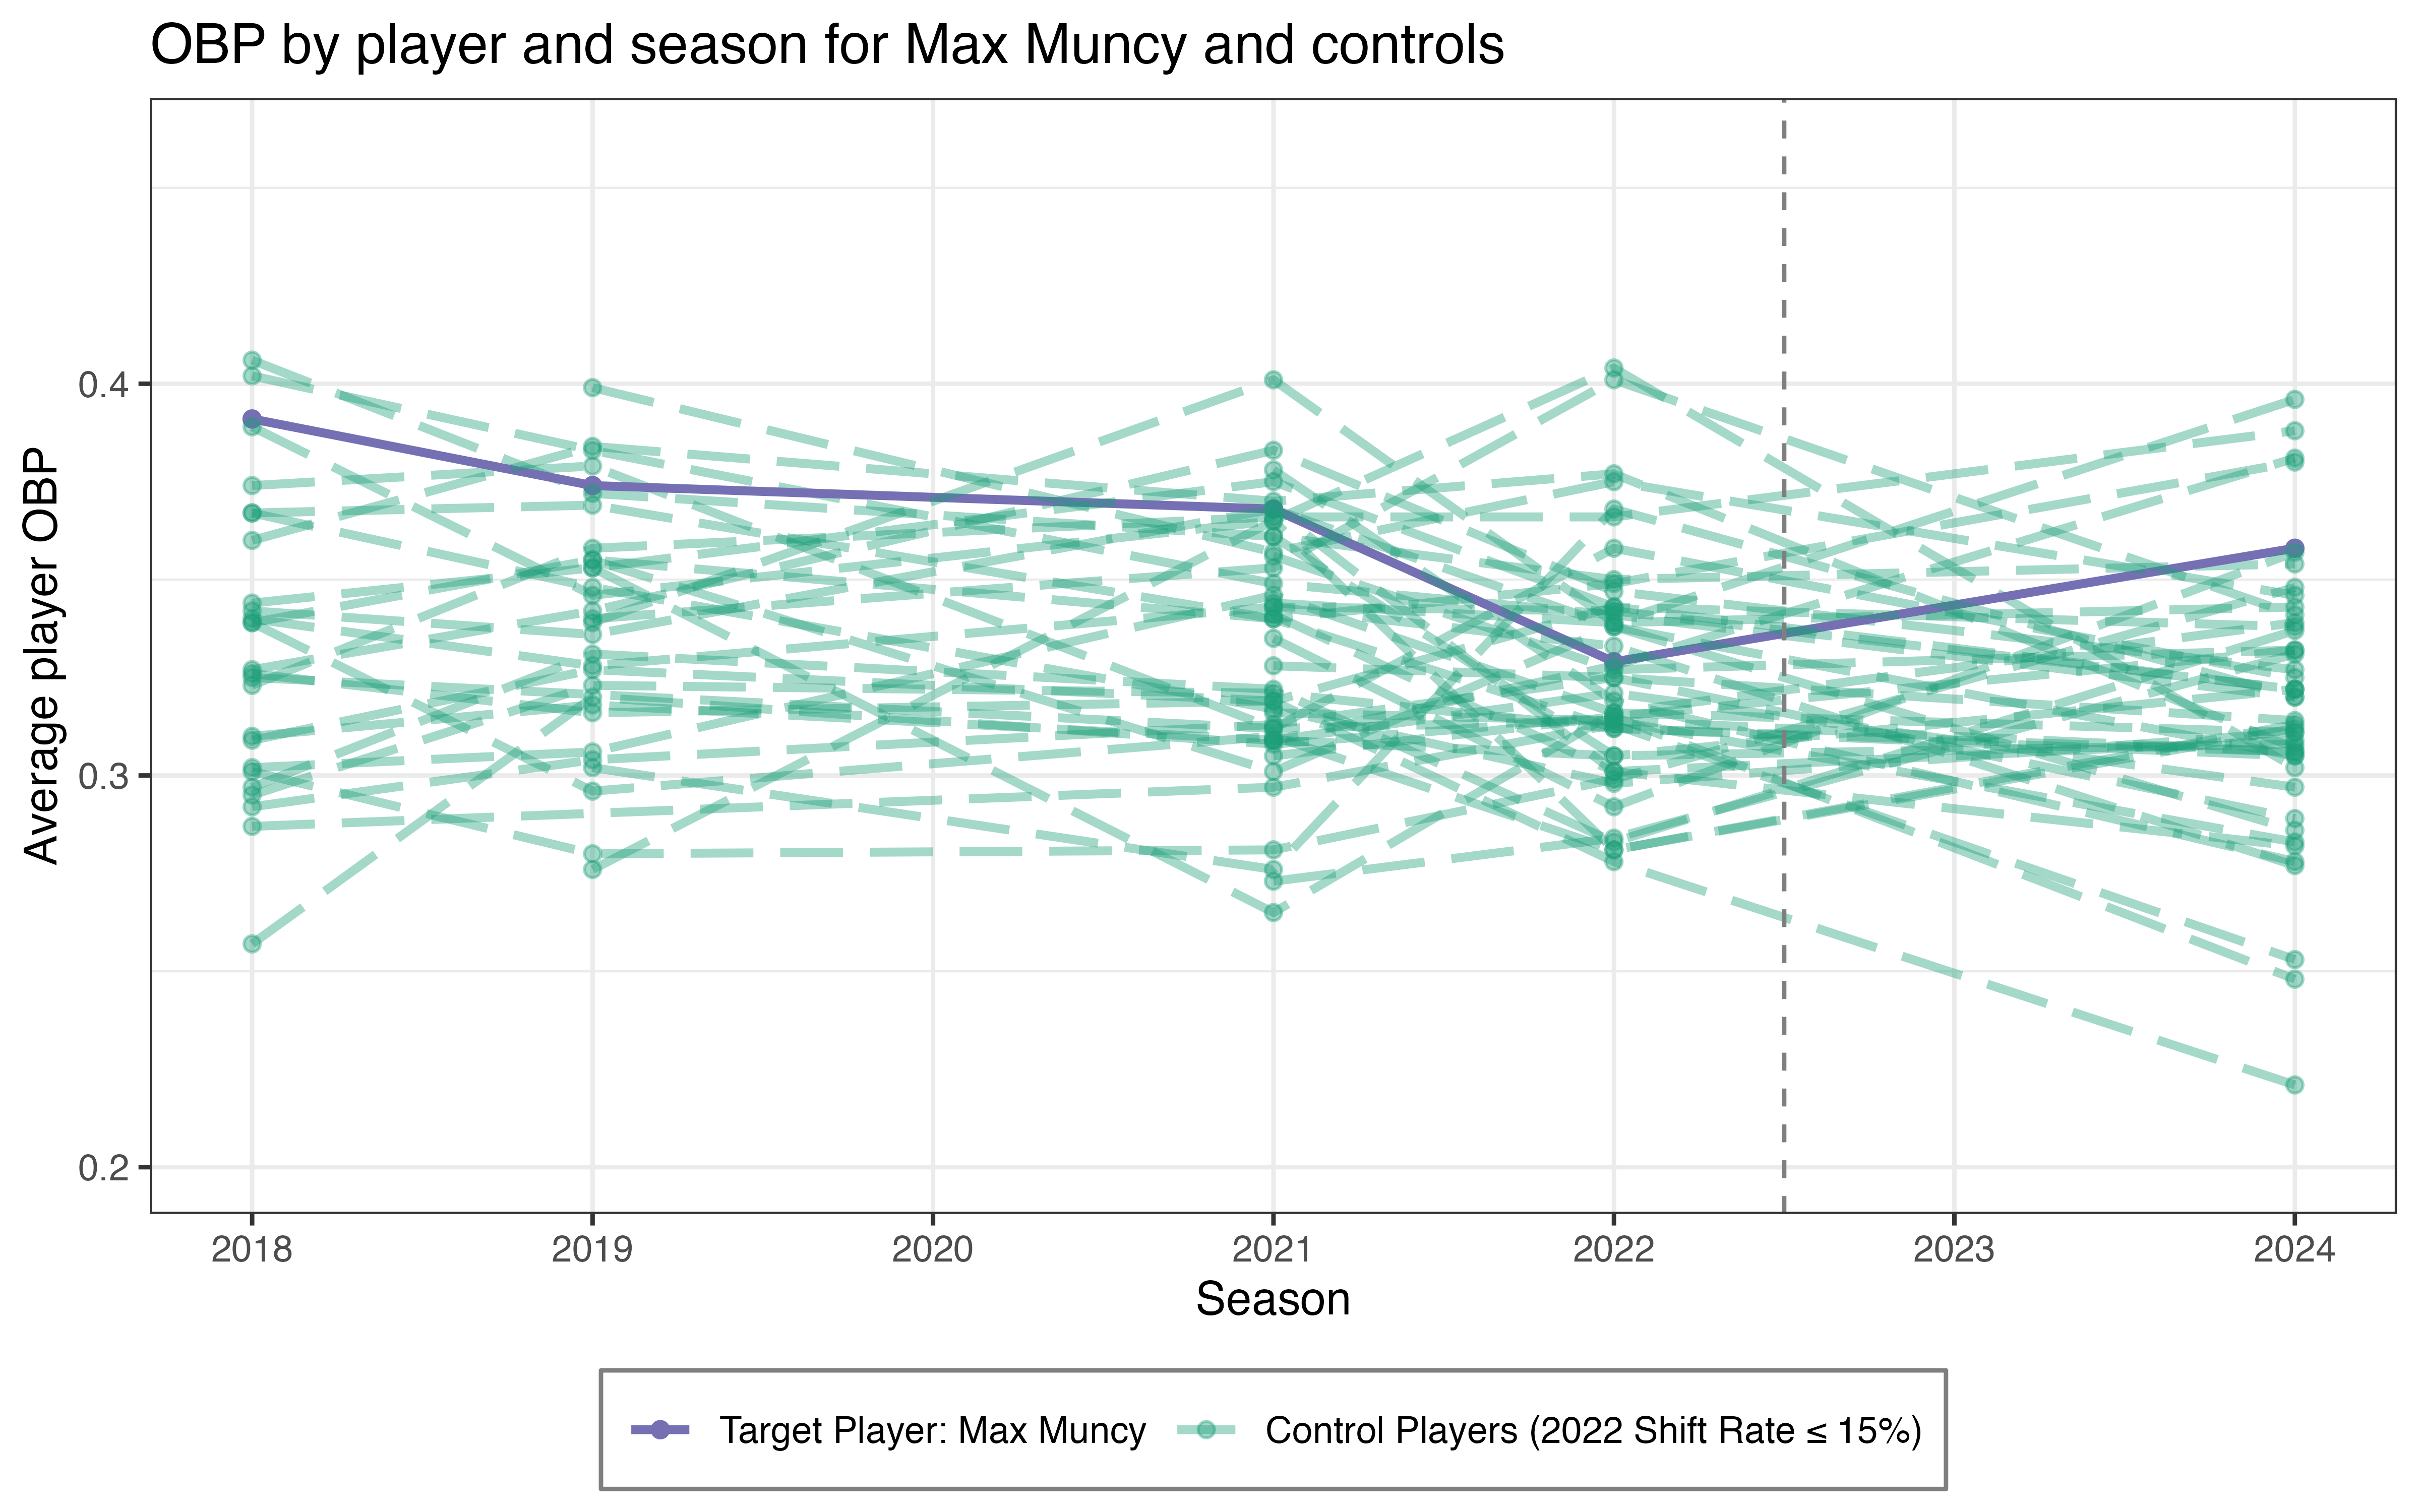 OBP by player and season for Max Muncy and controls
Average player OBP
0.4
0.3
0.2
2018 2019 2020 2021 2022 2023 2024
Season
Target Player: Max Muncy Control Players (2022 Shift Rate ≤ 15%)